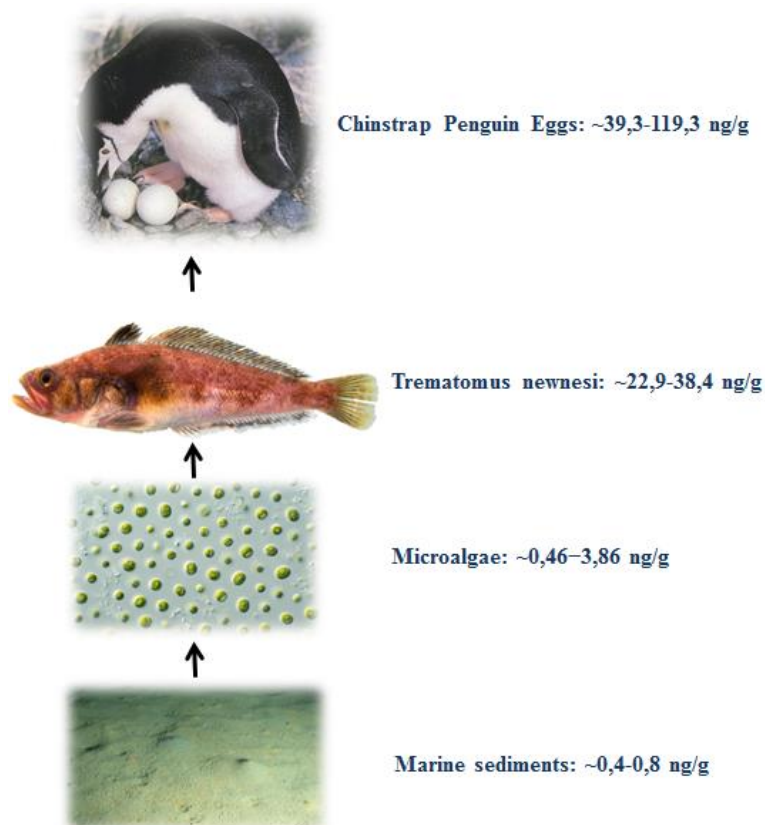 Chinstrap Penguin Eggs: ~39,3-119,3 ng/g
Trematomus newnesi: ~22,9-38,4 ng/g
Microalgae: ~0,46−3,86 ng/g
Marine sediments: ~0,4-0,8 ng/g